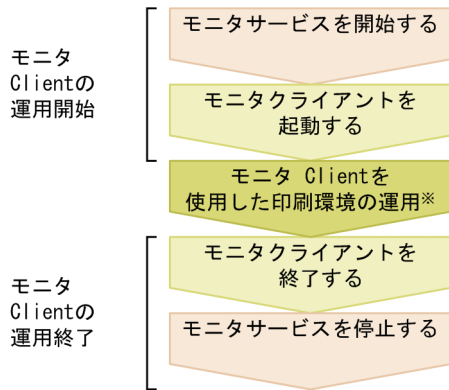 モニタ
Clientの
運用開始
モニタサービスを開始する
モニタクライアントを
起動する
モニタ Clientを
使用した印刷環境の運用※
モニタ
Clientの
運用終了
モニタクライアントを
終了する
モニタサービスを停止する